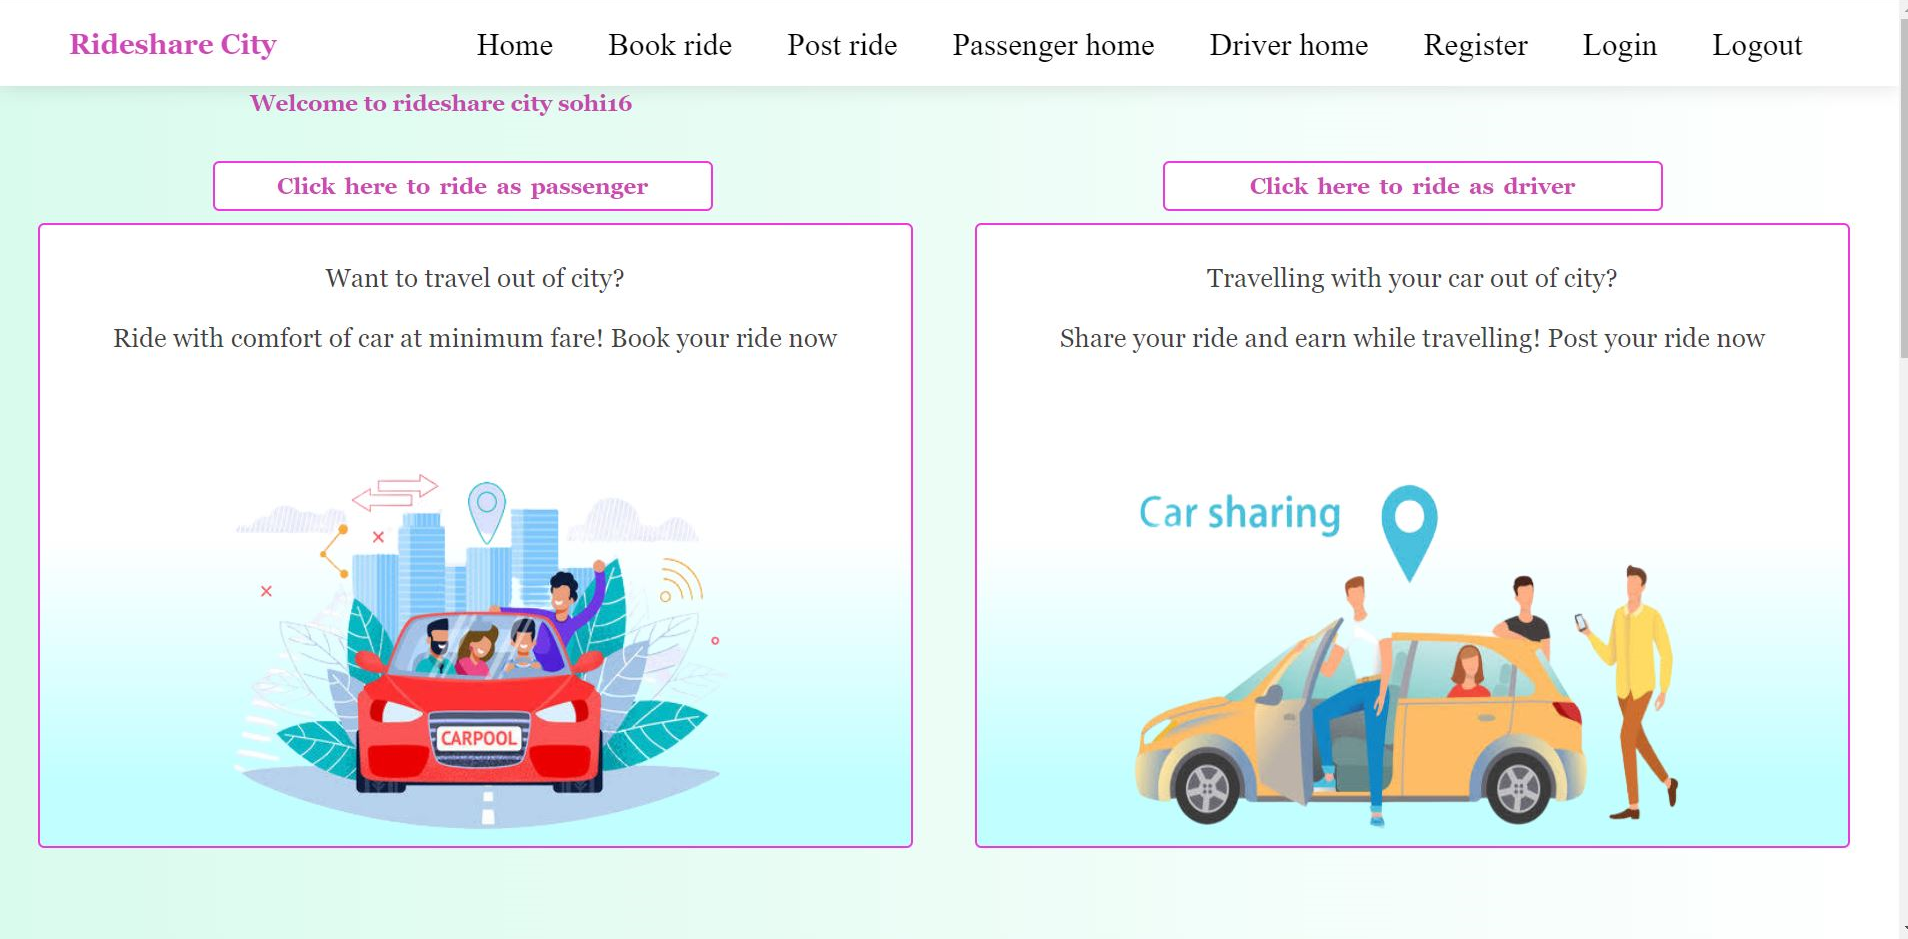 Rideshare City Home Book ride Post ride Passenger home Driver home Register Login Logout
Welcome to rideshare city sohi16
Click here to ride as passenger
Want to travel out of city?
Ride with comfort of car at minimum fare! Book your ride now
CARPOOL
Click here to ride as driver
Travelling with your car out of city?
Share your ride and earn while travelling! Post your ride now
Car sharing